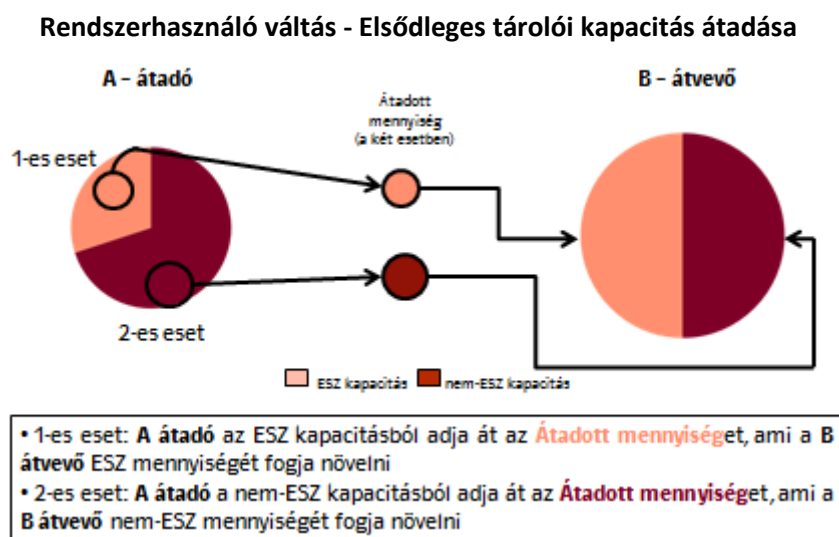 Rendszerhasználó váltás - Elsődleges tárolói kapacitás átadása
A – átadó
B – átvevő
Átadott
mennyiség
(a két esetben)
1-es eset
2-es eset
ESZ kapacitás
nem-ESZ kapacitás
• 1-es eset: A átadó az ESZ kapacitásból adja át az Átadott mennyiséget, ami a B
átvevő ESZ mennyiségét fogja növelni
• 2-es eset: A átadó a nem-ESZ kapacitásból adja át az Átadott mennyiséget, ami a
B átvevő nem-ESZ mennyiségét fogja növelni